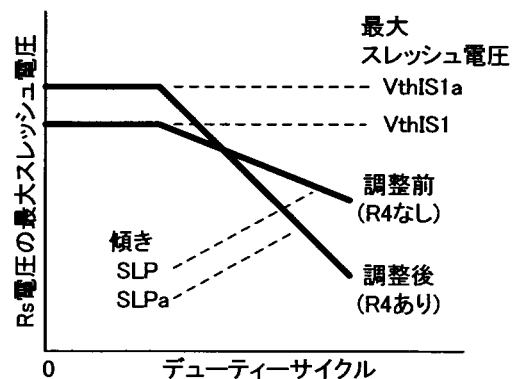 最大
スレッシュ電圧
VthIS1a
VthIS1
調整前
(R4なし)
調整後
(R4あり)
傾き
SLP
SLPa
Rs電圧の最大スレッシュ電圧
0
デューティーサイクル